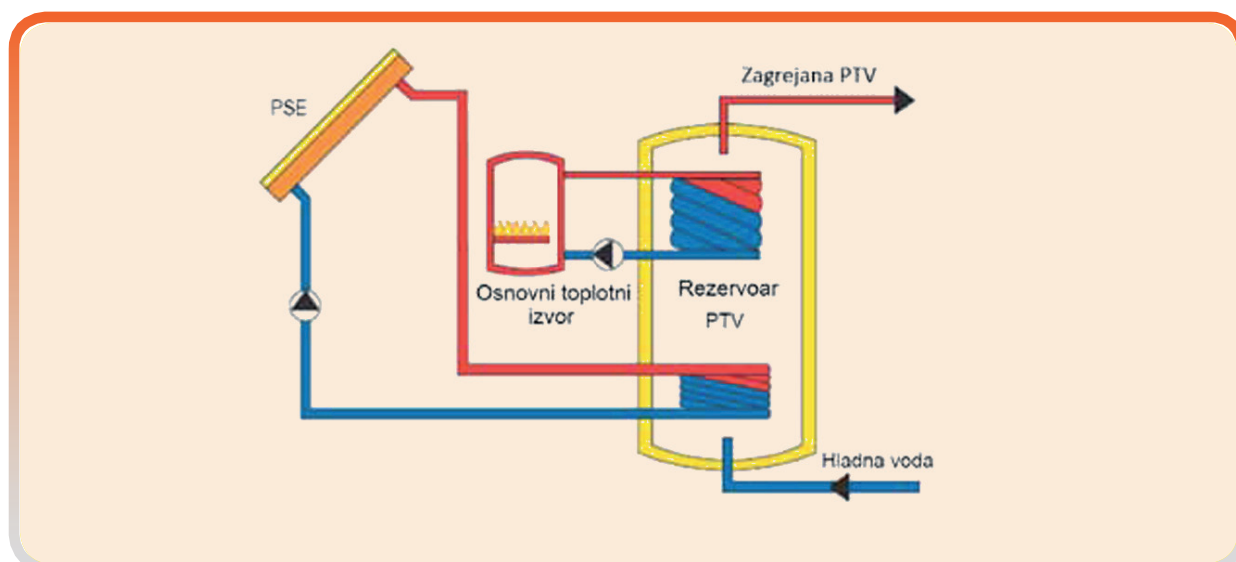 Zagrejana PTV
PSE
Osnovni toplotni
izvor
Rezervoar
PTV
Hladna voda